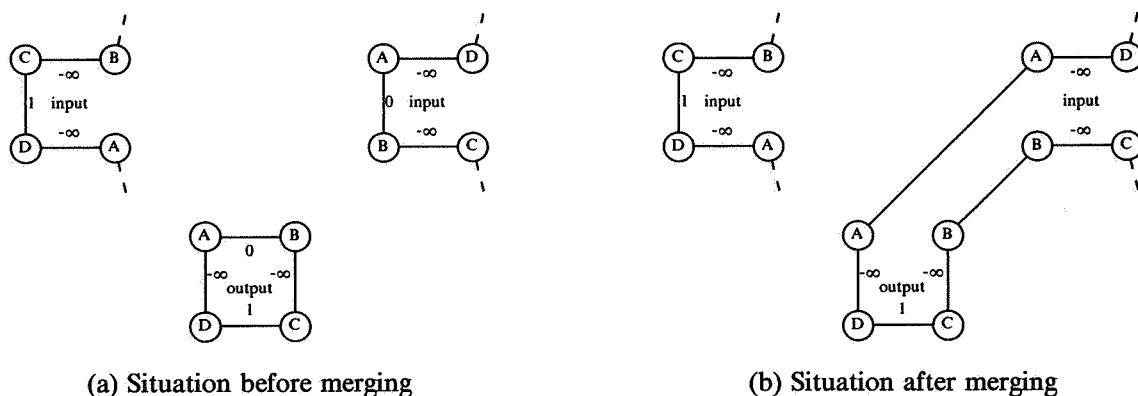 C B A D C B A D
-∞ -∞ -∞ -∞
1 input 0 input 1 input input
-∞ -∞ -∞ -∞
D A B C D A B C
A B A B
0
-∞ -∞ -∞ -∞
output output
1 1
D C D C
(a) Situation before merging (b) Situation after merging